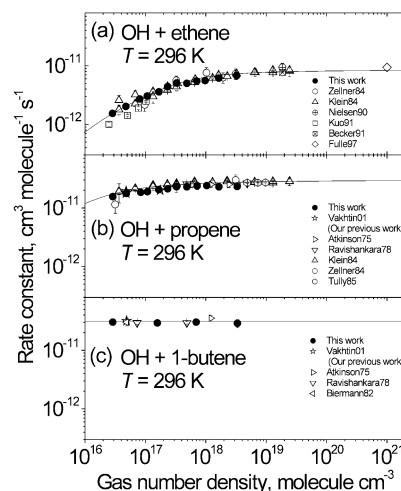 Rate constant, cm³ molecule⁻¹ s⁻¹
(a) OH + ethene
T = 296 K
10⁻¹¹
10⁻¹²
This work
Zellner84
Klein84
Nielsen90
Kuo91
Becker91
Fulle97
(b) OH + propene
T = 296 K
10⁻¹¹
10⁻¹²
This work
Vakhtin01
(Our previous work)
Atkinson75
Ravishankara78
Klein84
Zellner84
Tully85
(c) OH + 1-butene
T = 296 K
10⁻¹¹
10⁻¹²
This work
Vakhtin01
(Our previous work)
Atkinson75
Ravishankara78
Biermann82
10¹⁶ 10¹⁷ 10¹⁸ 10¹⁹ 10²⁰ 10²¹
Gas number density, molecule cm⁻³